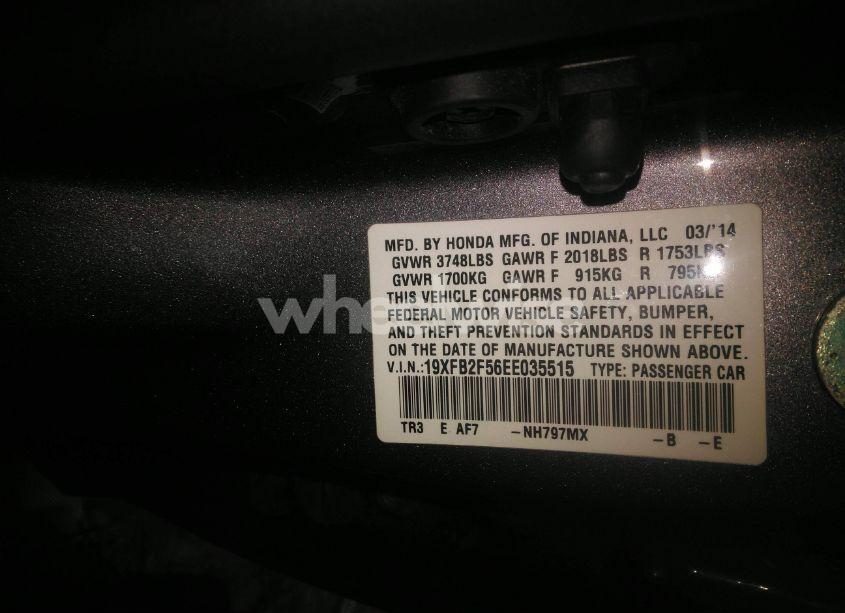 MFD. BY HONDA MFG. OF INDIANA, LLC 03/'14
GVWR 3748LBS GAWR F 2018LBS R 1753LBS
GVWR 1700KG GAWR F 915KG R 795KG
THIS VEHICLE CONFORMS TO ALL APPLICABLE
FEDERAL MOTOR VEHICLE SAFETY, BUMPER,
AND THEFT PREVENTION STANDARDS IN EFFECT
ON THE DATE OF MANUFACTURE SHOWN ABOVE.
V.I.N.: 19XFB2F56EE035515 TYPE: PASSENGER CAR
TR3 E AF7 -NH797MX -B -E